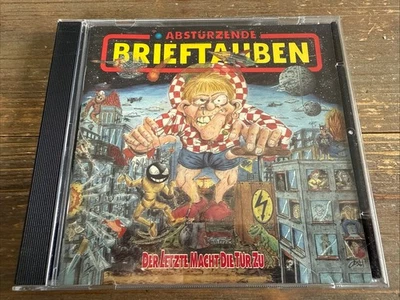 ABSTÜRZENDE
BRIEFTAUBEN
DER LETZTE MACHT DIE TÜR ZU